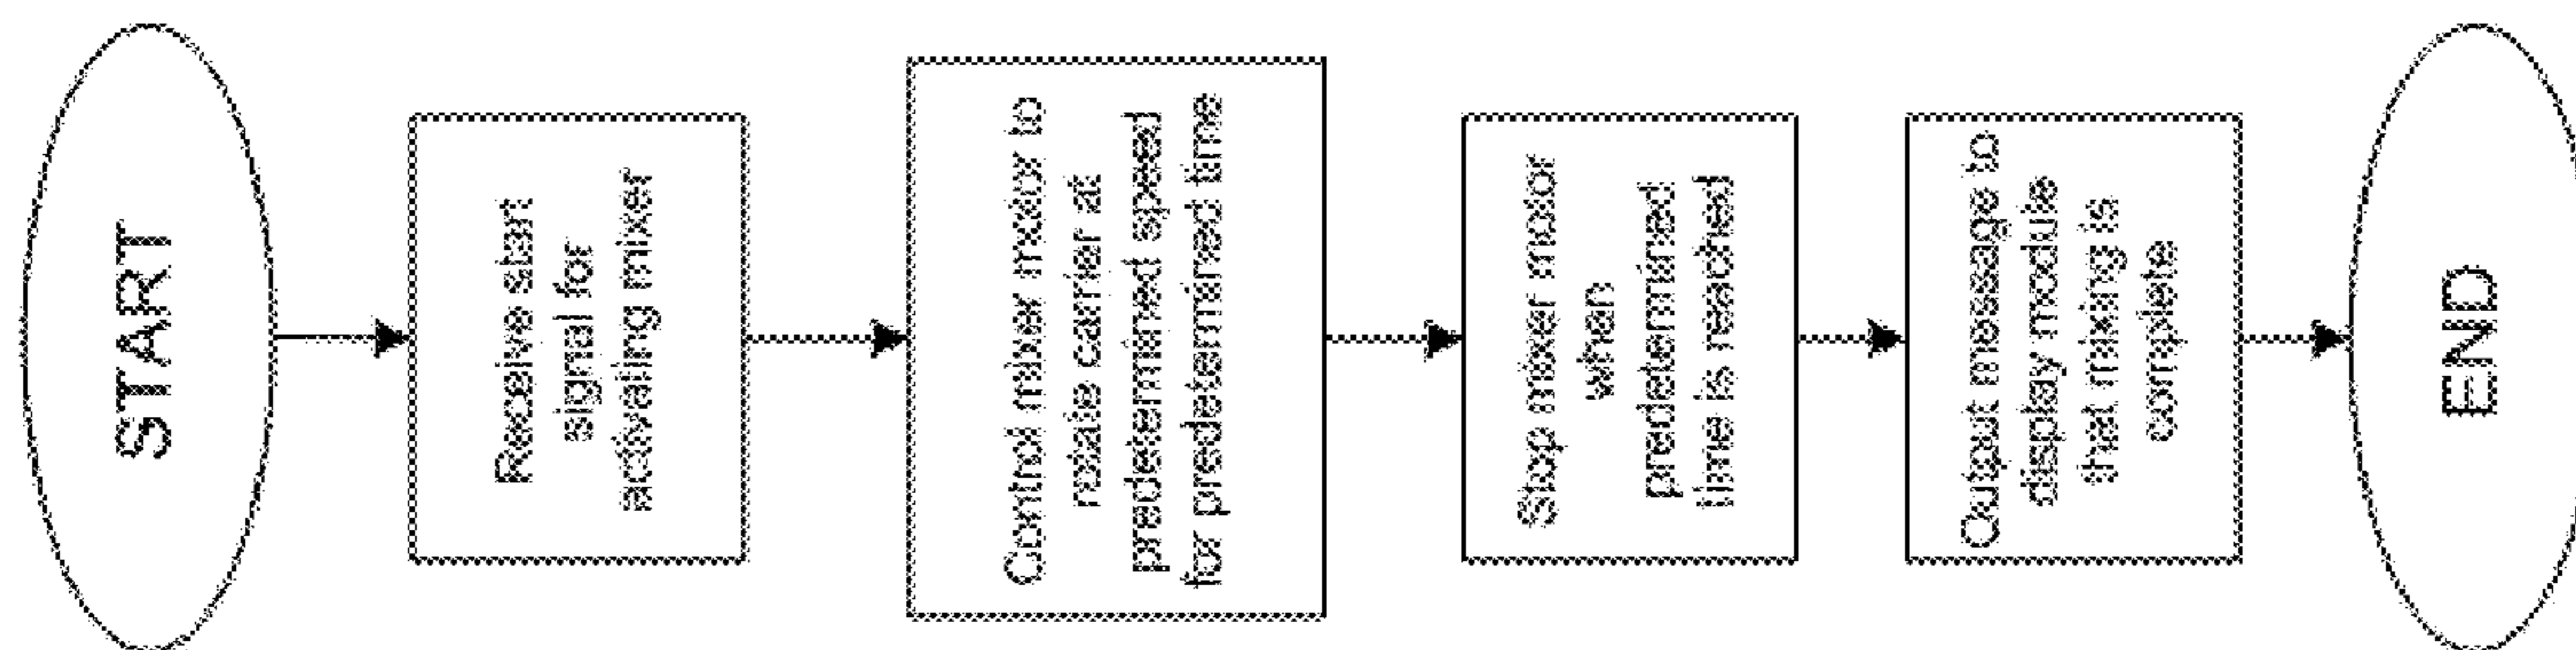 START
Receive start
signal for
activating mixer
Control mixer motor to
rotate carrier at
predetermined speed
for predetermined time
Stop mixer motor
when
predetermined
time is reached
Output message to
display module
that mixing is
complete
END